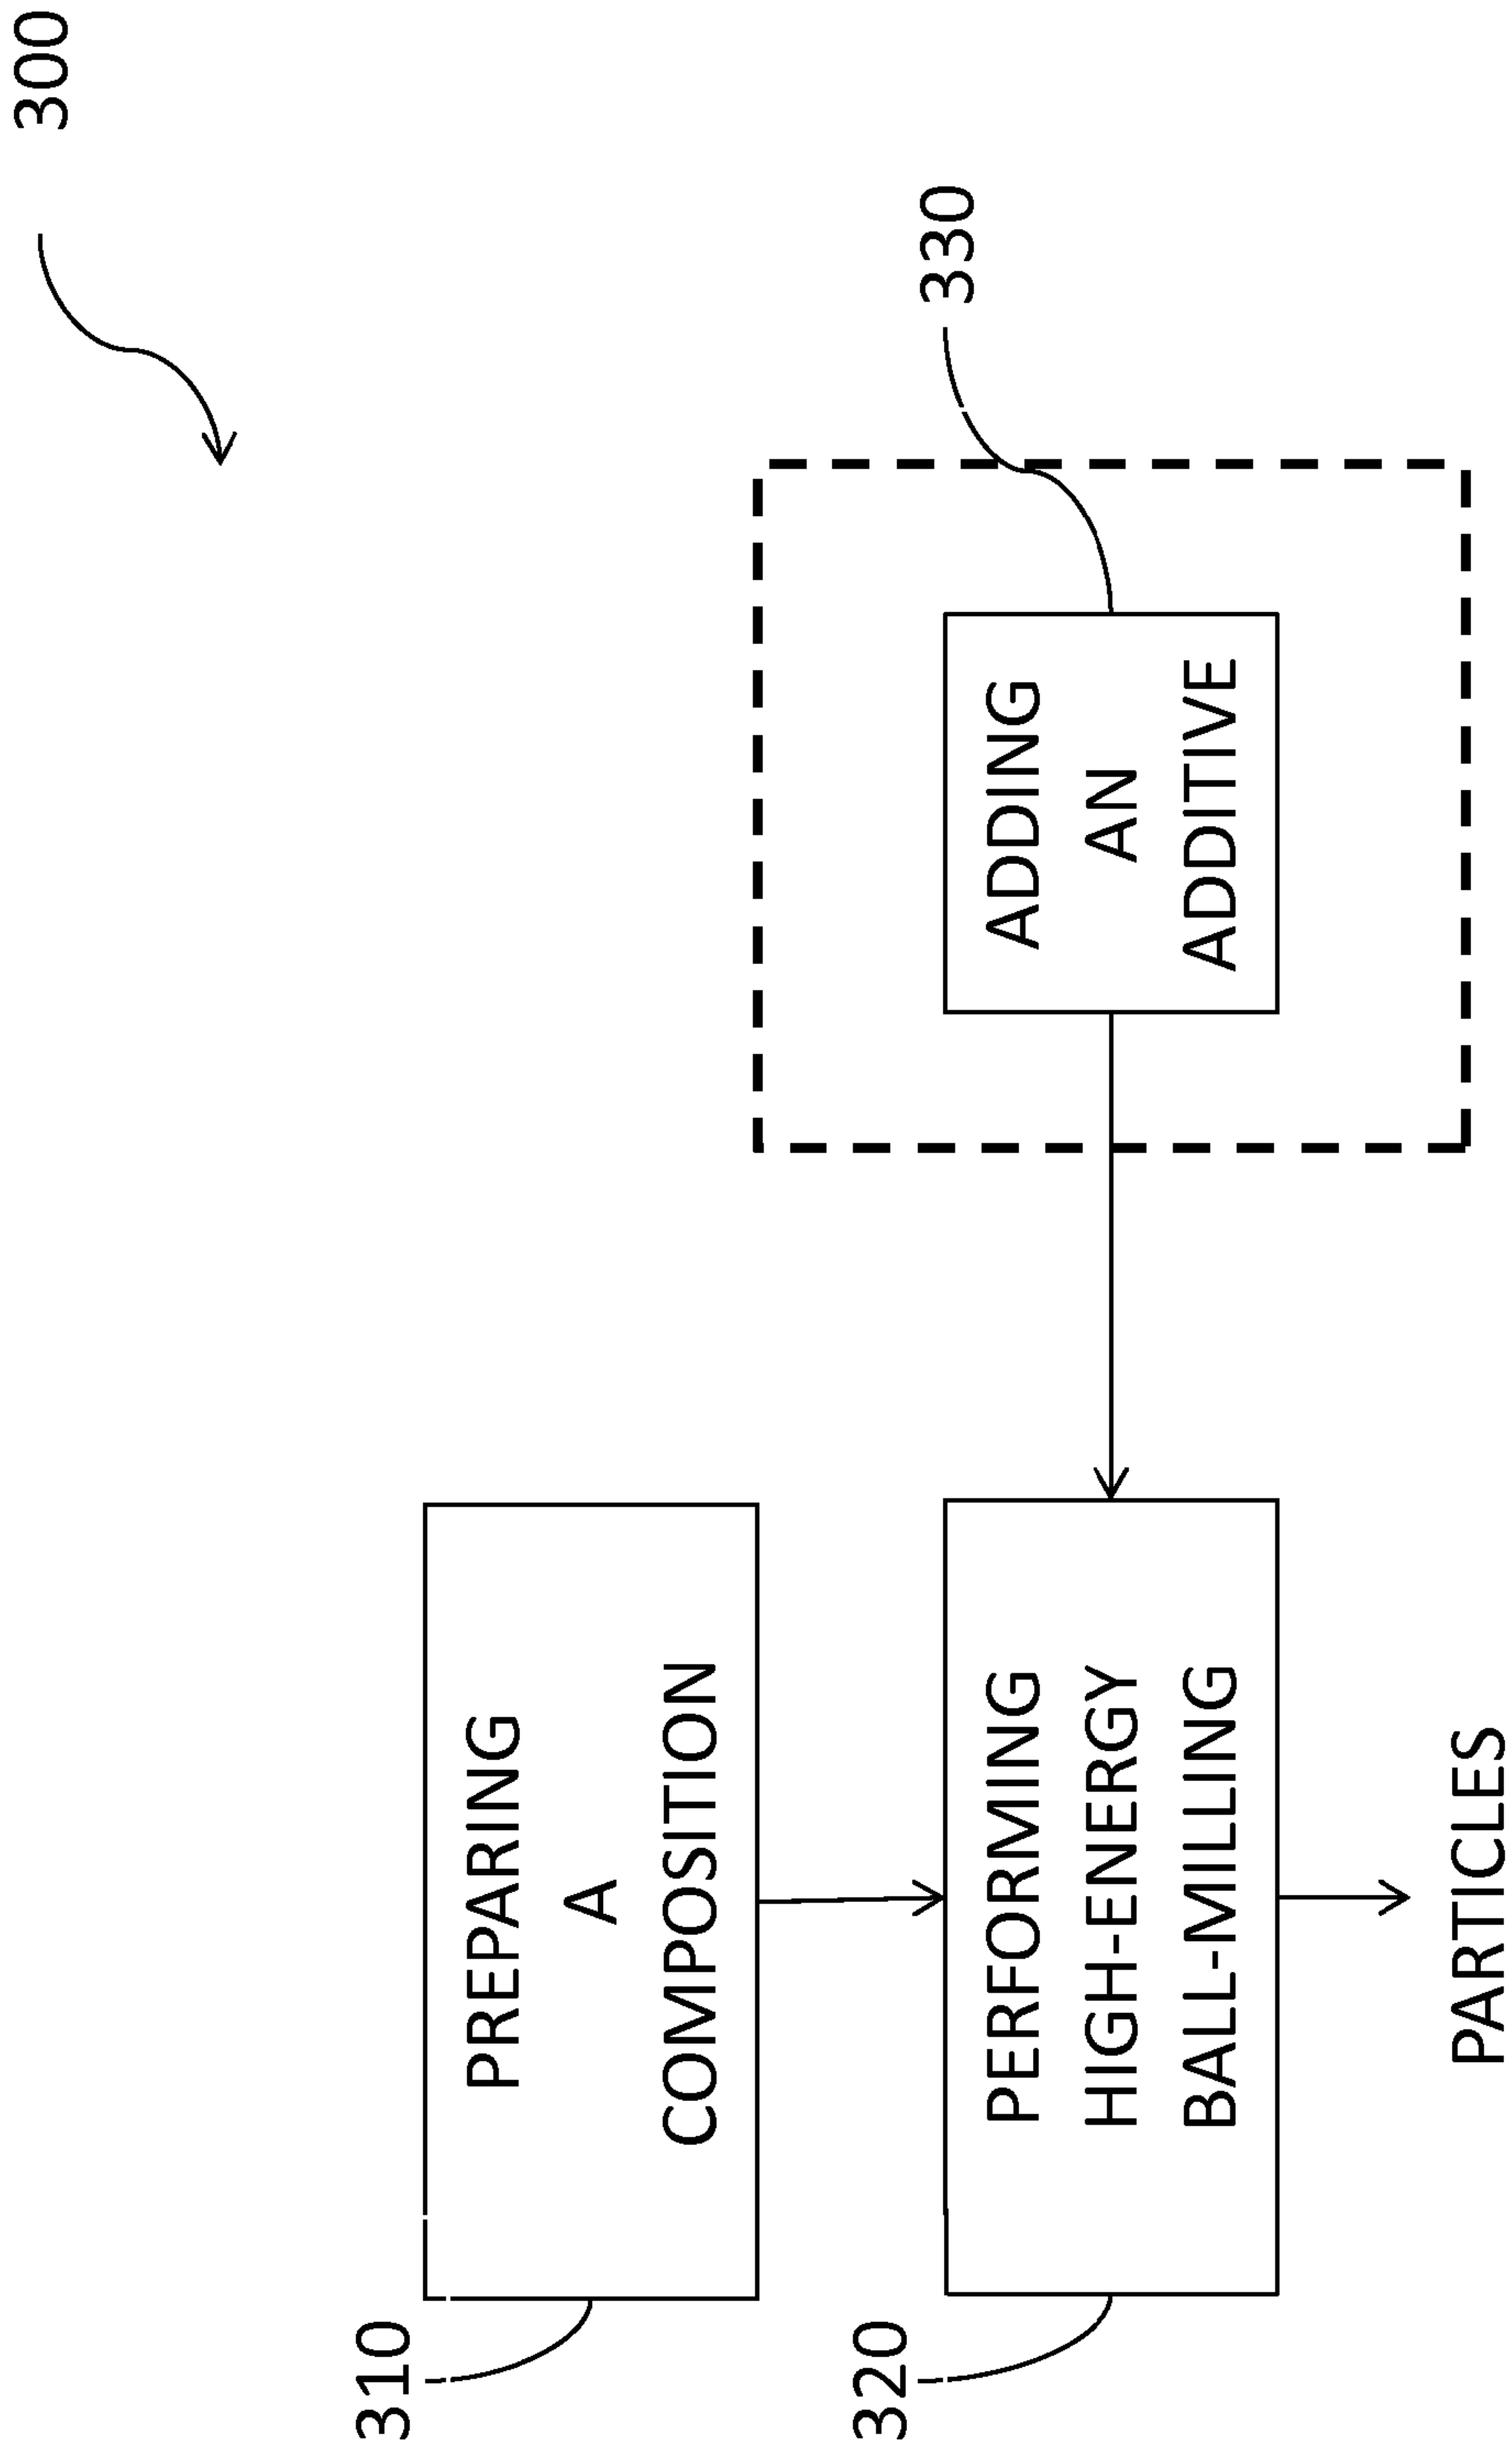 300
310
PREPARING
A
COMPOSITION
320
PERFORMING
HIGH-ENERGY
BALL-MILLING
330
ADDING
AN
ADDITIVE
PARTICLES